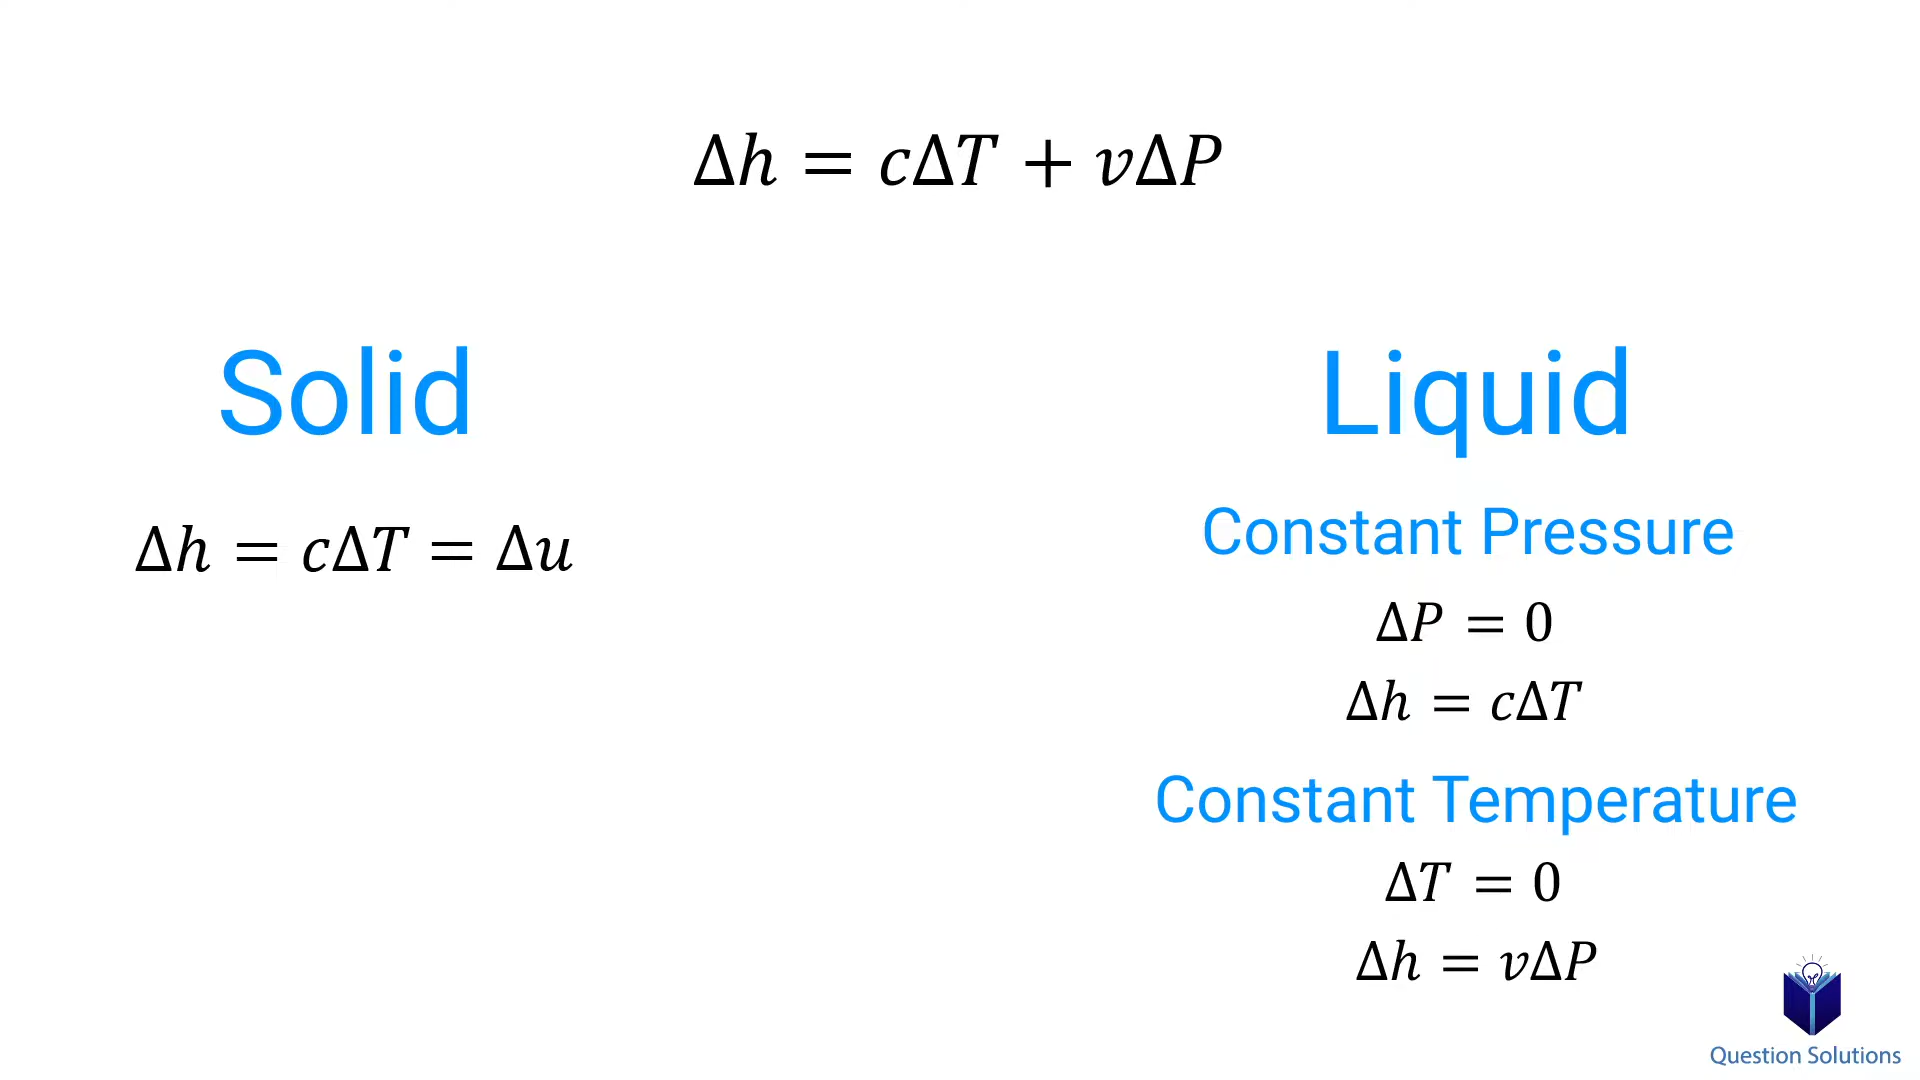 Δh = cΔT + vΔP
Solid
Δh = cΔT = Δu
Liquid
Constant Pressure
ΔP = 0
Δh = cΔT
Constant Temperature
ΔT = 0
Δh = vΔP
Question Solutions